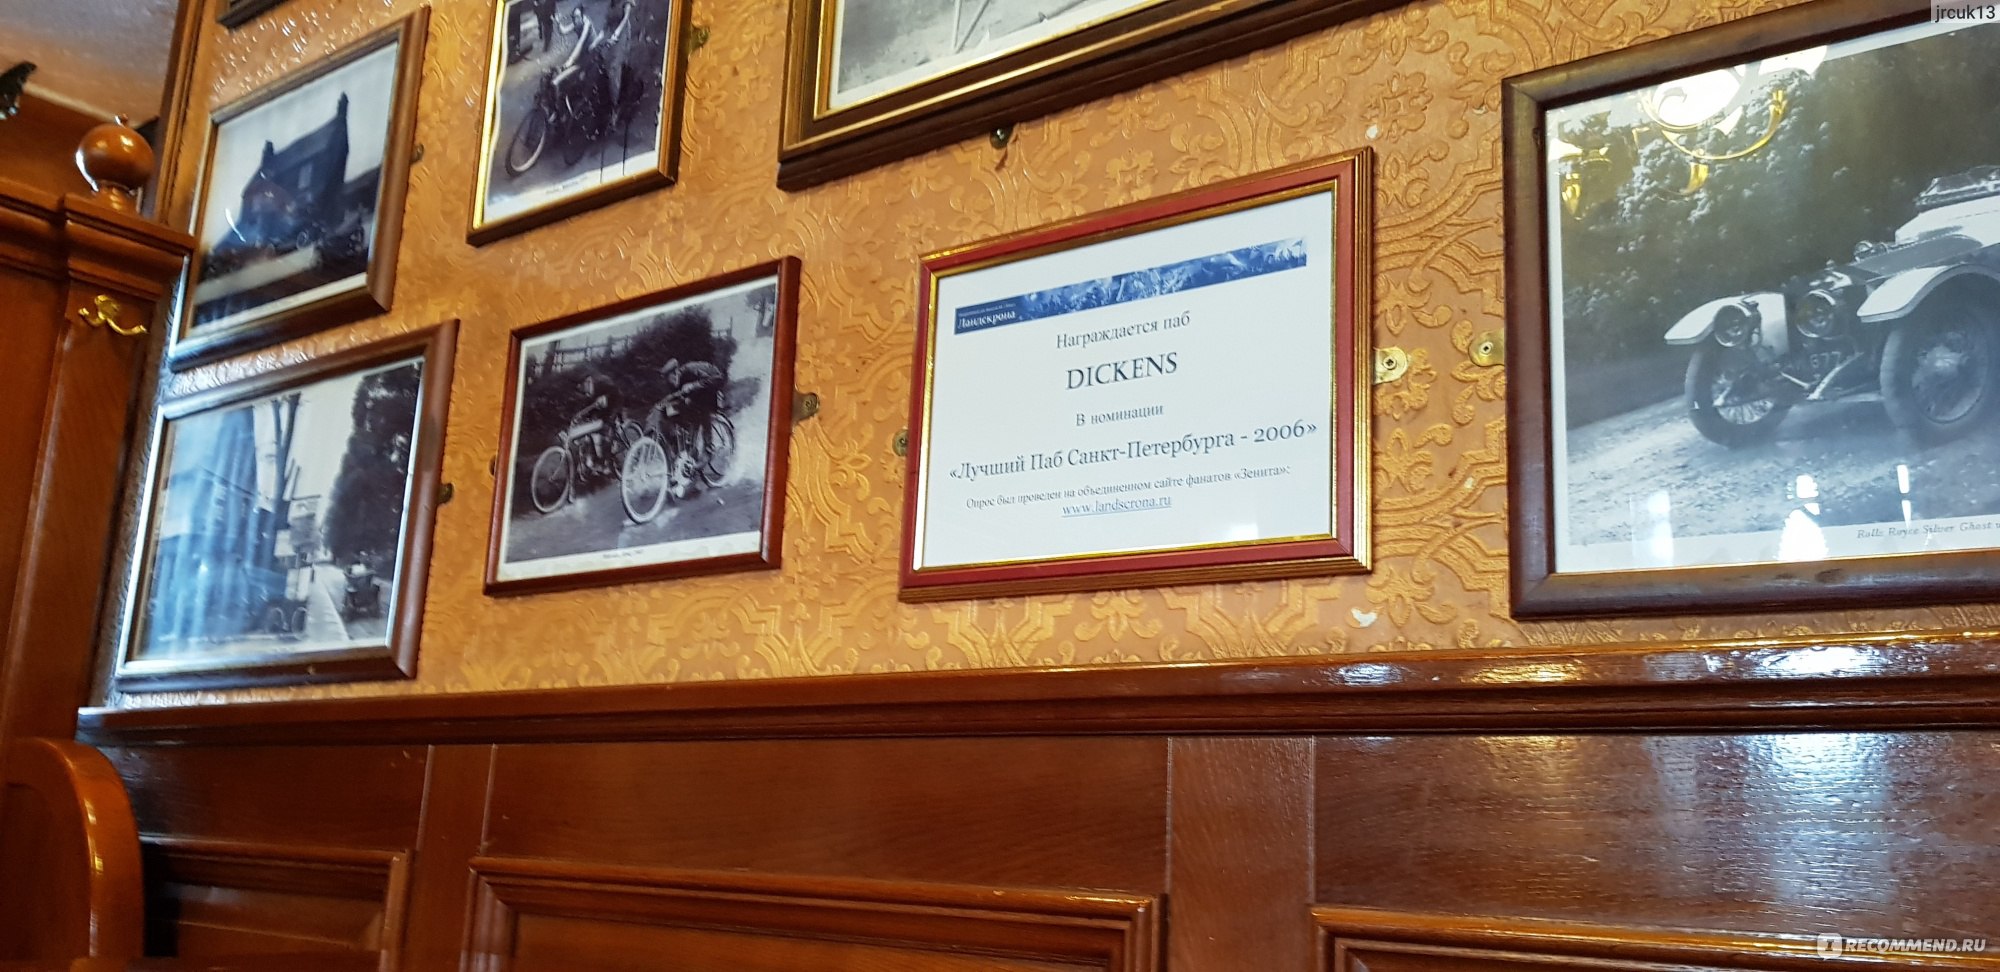 jrcuk13
Ландскрона
Награждается паб
DICKENS
В номинации
«Лучший Паб Санкт-Петербурга - 2006»
Опрос был проведен на объединенном сайте фанатов «Зенита»:
www.landscrona.ru
Rolls Royce Silver Ghost
RECOMMEND.RU